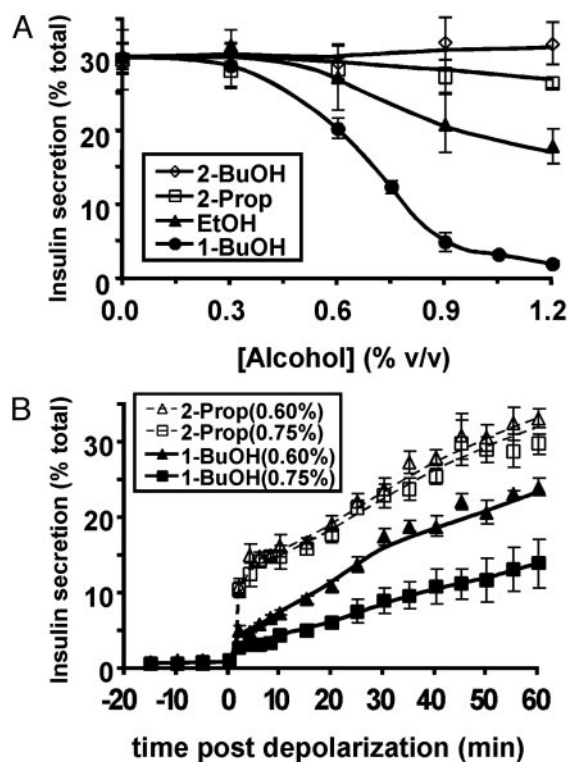 A
Insulin secretion (% total)
30
20
10
0
2-BuOH
2-Prop
EtOH
1-BuOH
0.0 0.3 0.6 0.9 1.2
[Alcohol] (% v/v)
B
Insulin secretion (% total)
30
20
10
0
2-Prop(0.60%)
2-Prop(0.75%)
1-BuOH(0.60%)
1-BuOH(0.75%)
-20 -10 0 10 20 30 40 50 60
time post depolarization (min)